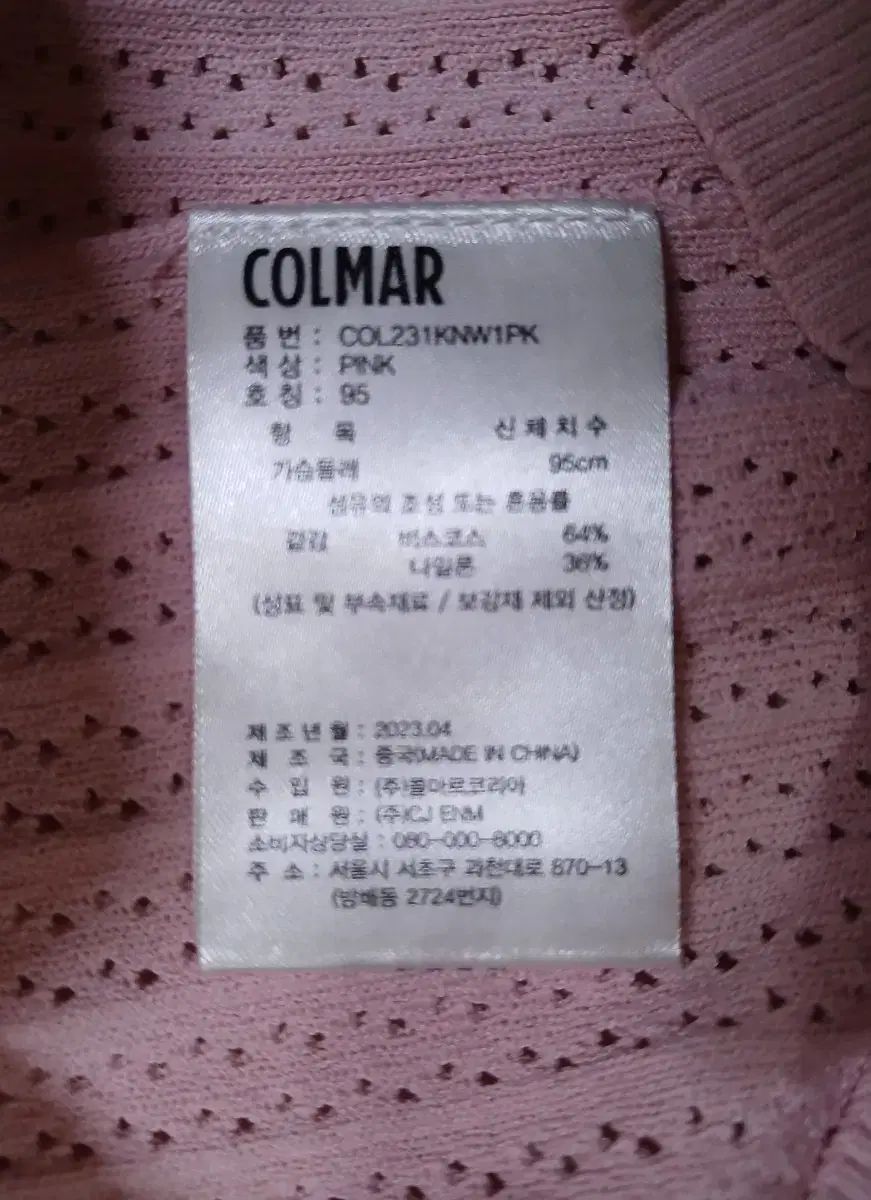 COLMAR
품 번 : COL231KNW1PK
색 상 : PINK
호 칭 : 95
항 목 신 체 치 수
가슴둘레 95cm
섬유의 조성 또는 혼용률
겉감 비스코스 64%
나일론 36%
(상표 및 부속재료 / 보강재 제외 산정)
제 조 년 월 : 2023.04
제 조 국 : 중국(MADE IN CHINA)
수 입 원 : (주)콜마르코리아
판 매 원 : (주)CJ ENM
소비자상담실 : 080-000-8000
주 소 : 서울시 서초구 과천대로 870-13
(방배동 2724번지)